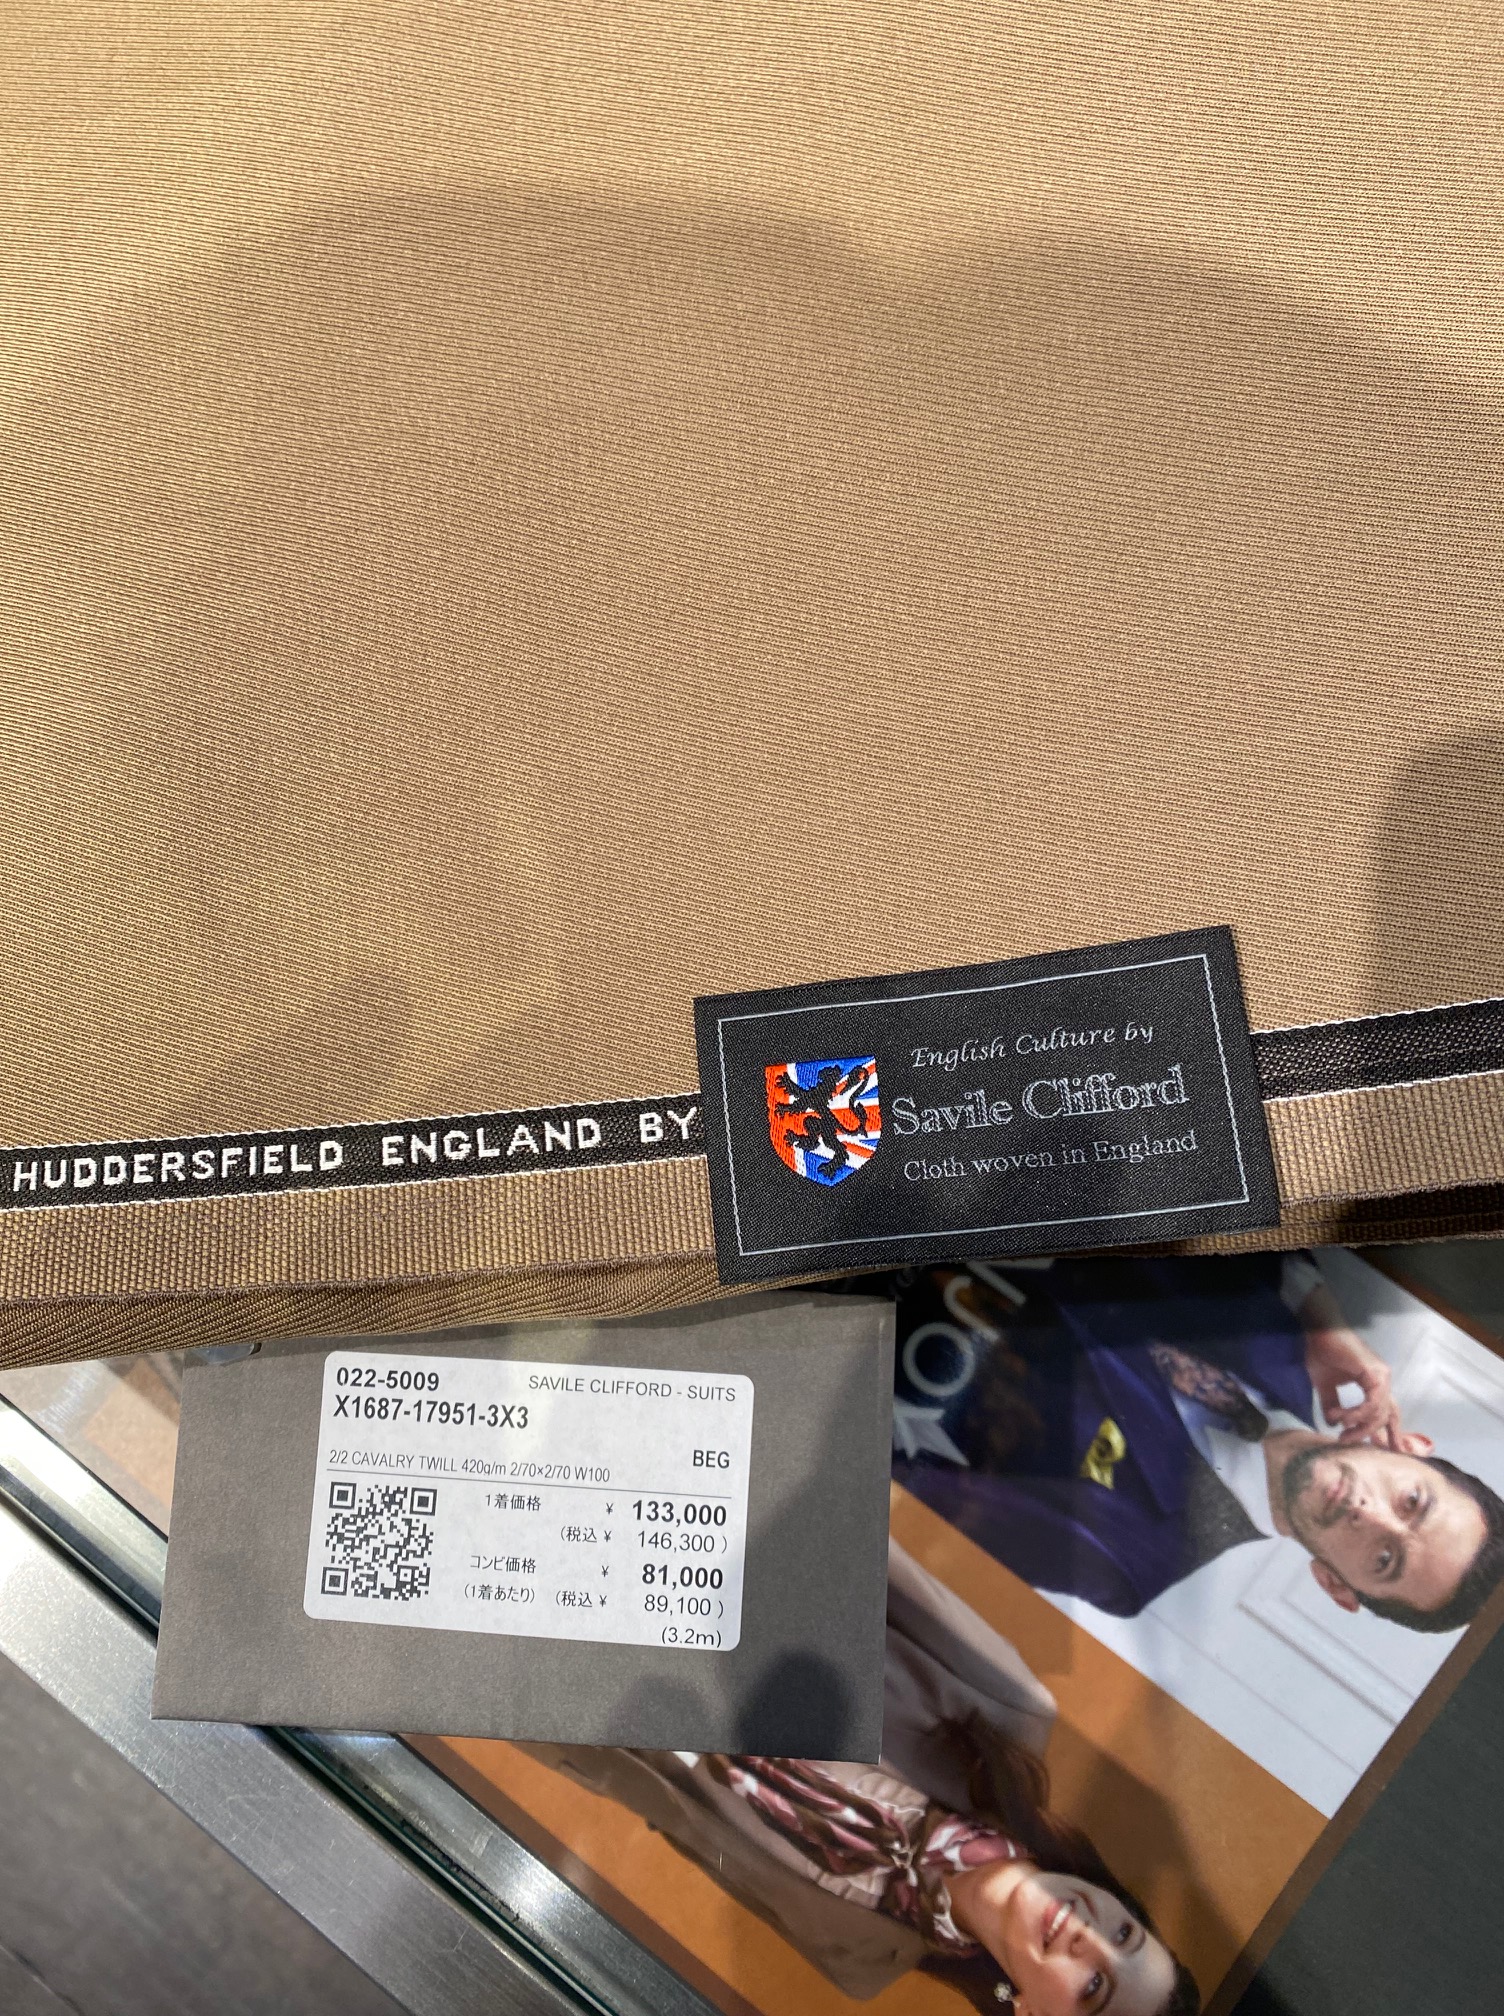 HUDDERSFIELD ENGLAND BY
English Culture by
Savile Clifford
Cloth woven in England
022-5009
SAVILE CLIFFORD - SUITS
X1687-17951-3X3
BEG
2/2 CAVALRY TWILL 420g/m 2/70×2/70 W100
1着価格 ¥ 133,000
(税込 ¥ 146,300 )
コンビ価格 ¥ 81,000
(1着あたり) (税込 ¥ 89,100 )
(3.2m)